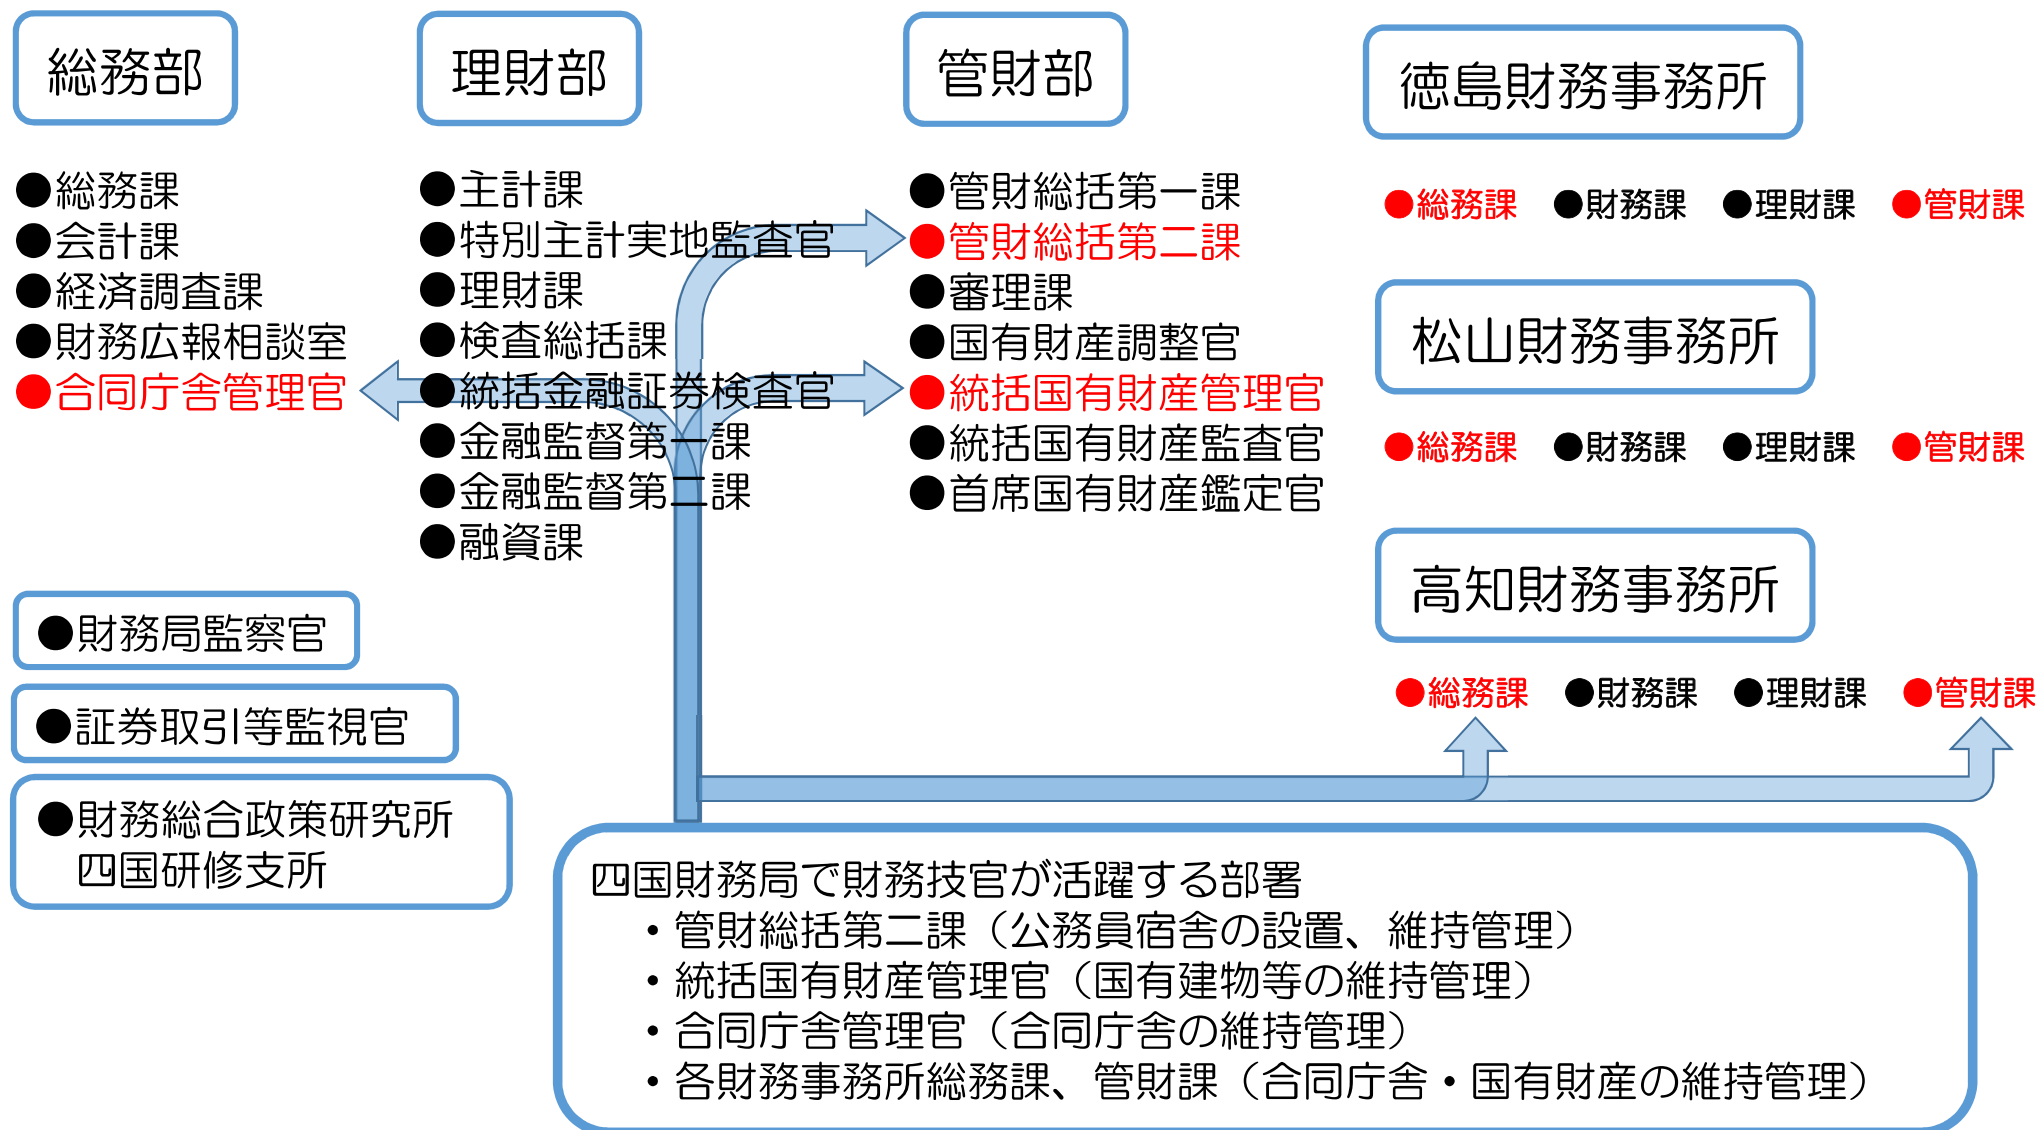 総務部
●総務課
●会計課
●経済調査課
●財務広報相談室
●合同庁舎管理官
理財部
●主計課
●特別主計実地監査官
●理財課
●検査総括課
●統括金融証券検査官
●金融監督第一課
●金融監督第二課
●融資課
管財部
●管財総括第一課
●管財総括第二課
●審理課
●国有財産調整官
●統括国有財産管理官
●統括国有財産監査官
●首席国有財産鑑定官
徳島財務事務所
●総務課 ●財務課 ●理財課 ●管財課
松山財務事務所
●総務課 ●財務課 ●理財課 ●管財課
高知財務事務所
●総務課 ●財務課 ●理財課 ●管財課
●財務局監察官
●証券取引等監視官
●財務総合政策研究所
四国研修支所
四国財務局で財務技官が活躍する部署
・管財総括第二課（公務員宿舎の設置、維持管理）
・統括国有財産管理官（国有建物等の維持管理）
・合同庁舎管理官（合同庁舎の維持管理）
・各財務事務所総務課、管財課（合同庁舎・国有財産の維持管理）